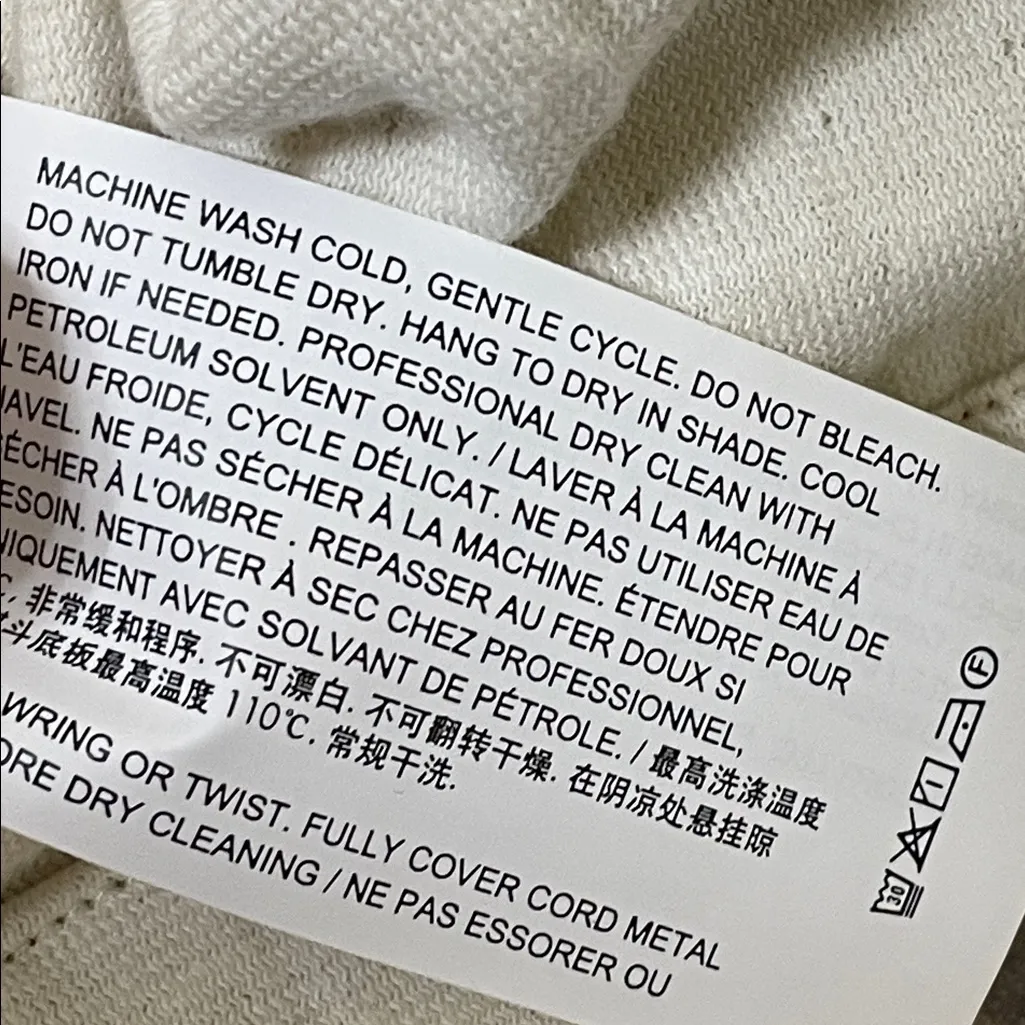 MACHINE WASH COLD, GENTLE CYCLE. DO NOT BLEACH.
DO NOT TUMBLE DRY. HANG TO DRY IN SHADE. COOL
IRON IF NEEDED. PROFESSIONAL DRY CLEAN WITH
PETROLEUM SOLVENT ONLY. / LAVER À LA MACHINE À
L'EAU FROIDE, CYCLE DÉLICAT. NE PAS UTILISER EAU DE
AVEL. NE PAS SÉCHER À LA MACHINE. ÉTENDRE POUR
ÉCHER À L'OMBRE . REPASSER AU FER DOUX SI
ESOIN. NETTOYER À SEC CHEZ PROFESSIONNEL,
IQUEMENT AVEC SOLVANT DE PÉTROLE. / 最高洗涤温度
C, 非常缓和程序. 不可漂白. 不可翻转干燥. 在阴凉处悬挂晾
斗底板最高温度 110℃. 常规干洗.
WRING OR TWIST. FULLY COVER CORD METAL
ORE DRY CLEANING / NE PAS ESSORER OU
30
F